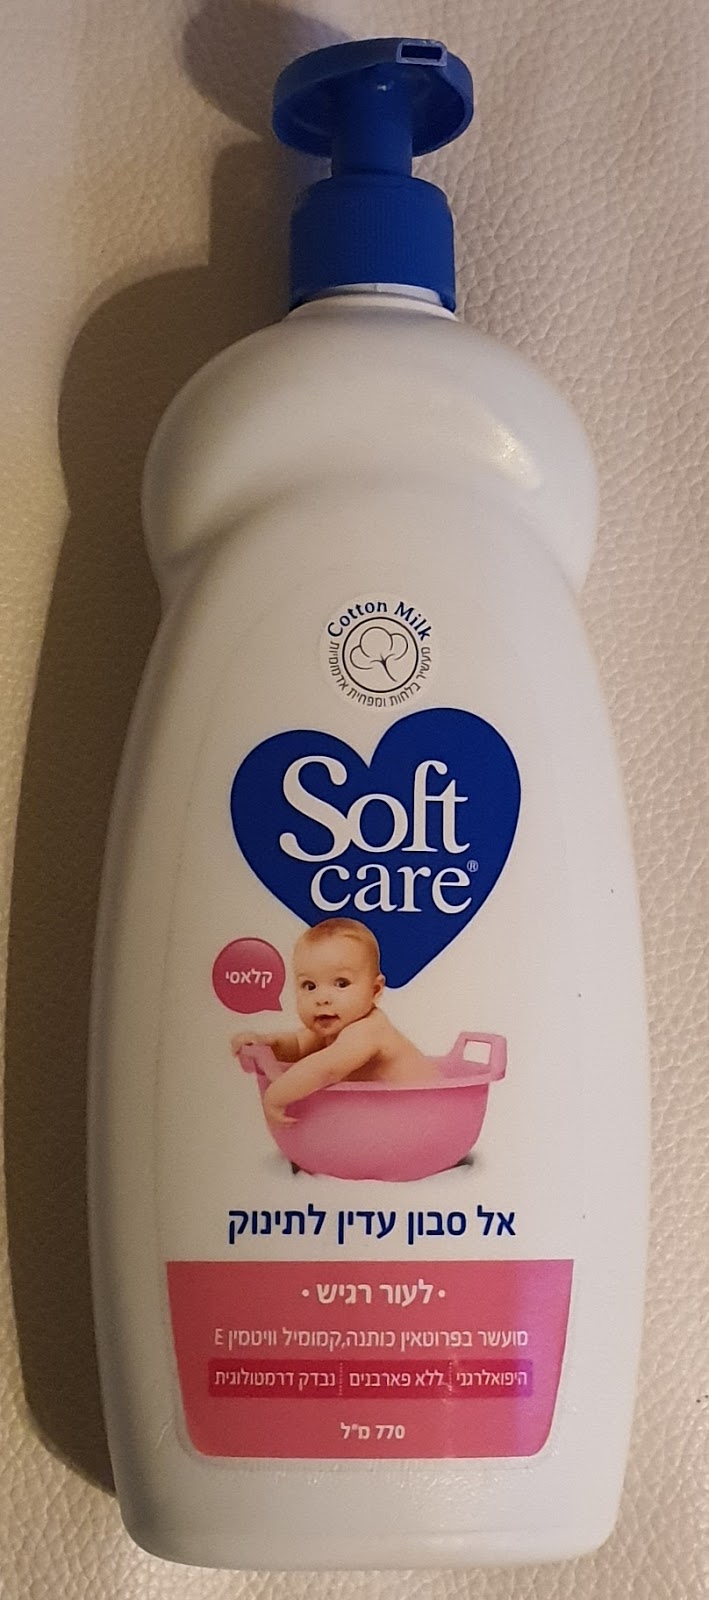 Cotton Milk
מעשיר בלחות ומפחית אדמומיות
Soft
care®
קלאסי
אל סבון עדין לתינוק
• לעור רגיש •
מועשר בפרוטאין כותנה,קמומיל וויטמין E
היפואלרגני | ללא פארבנים | נבדק דרמטולוגית
770 מ"ל